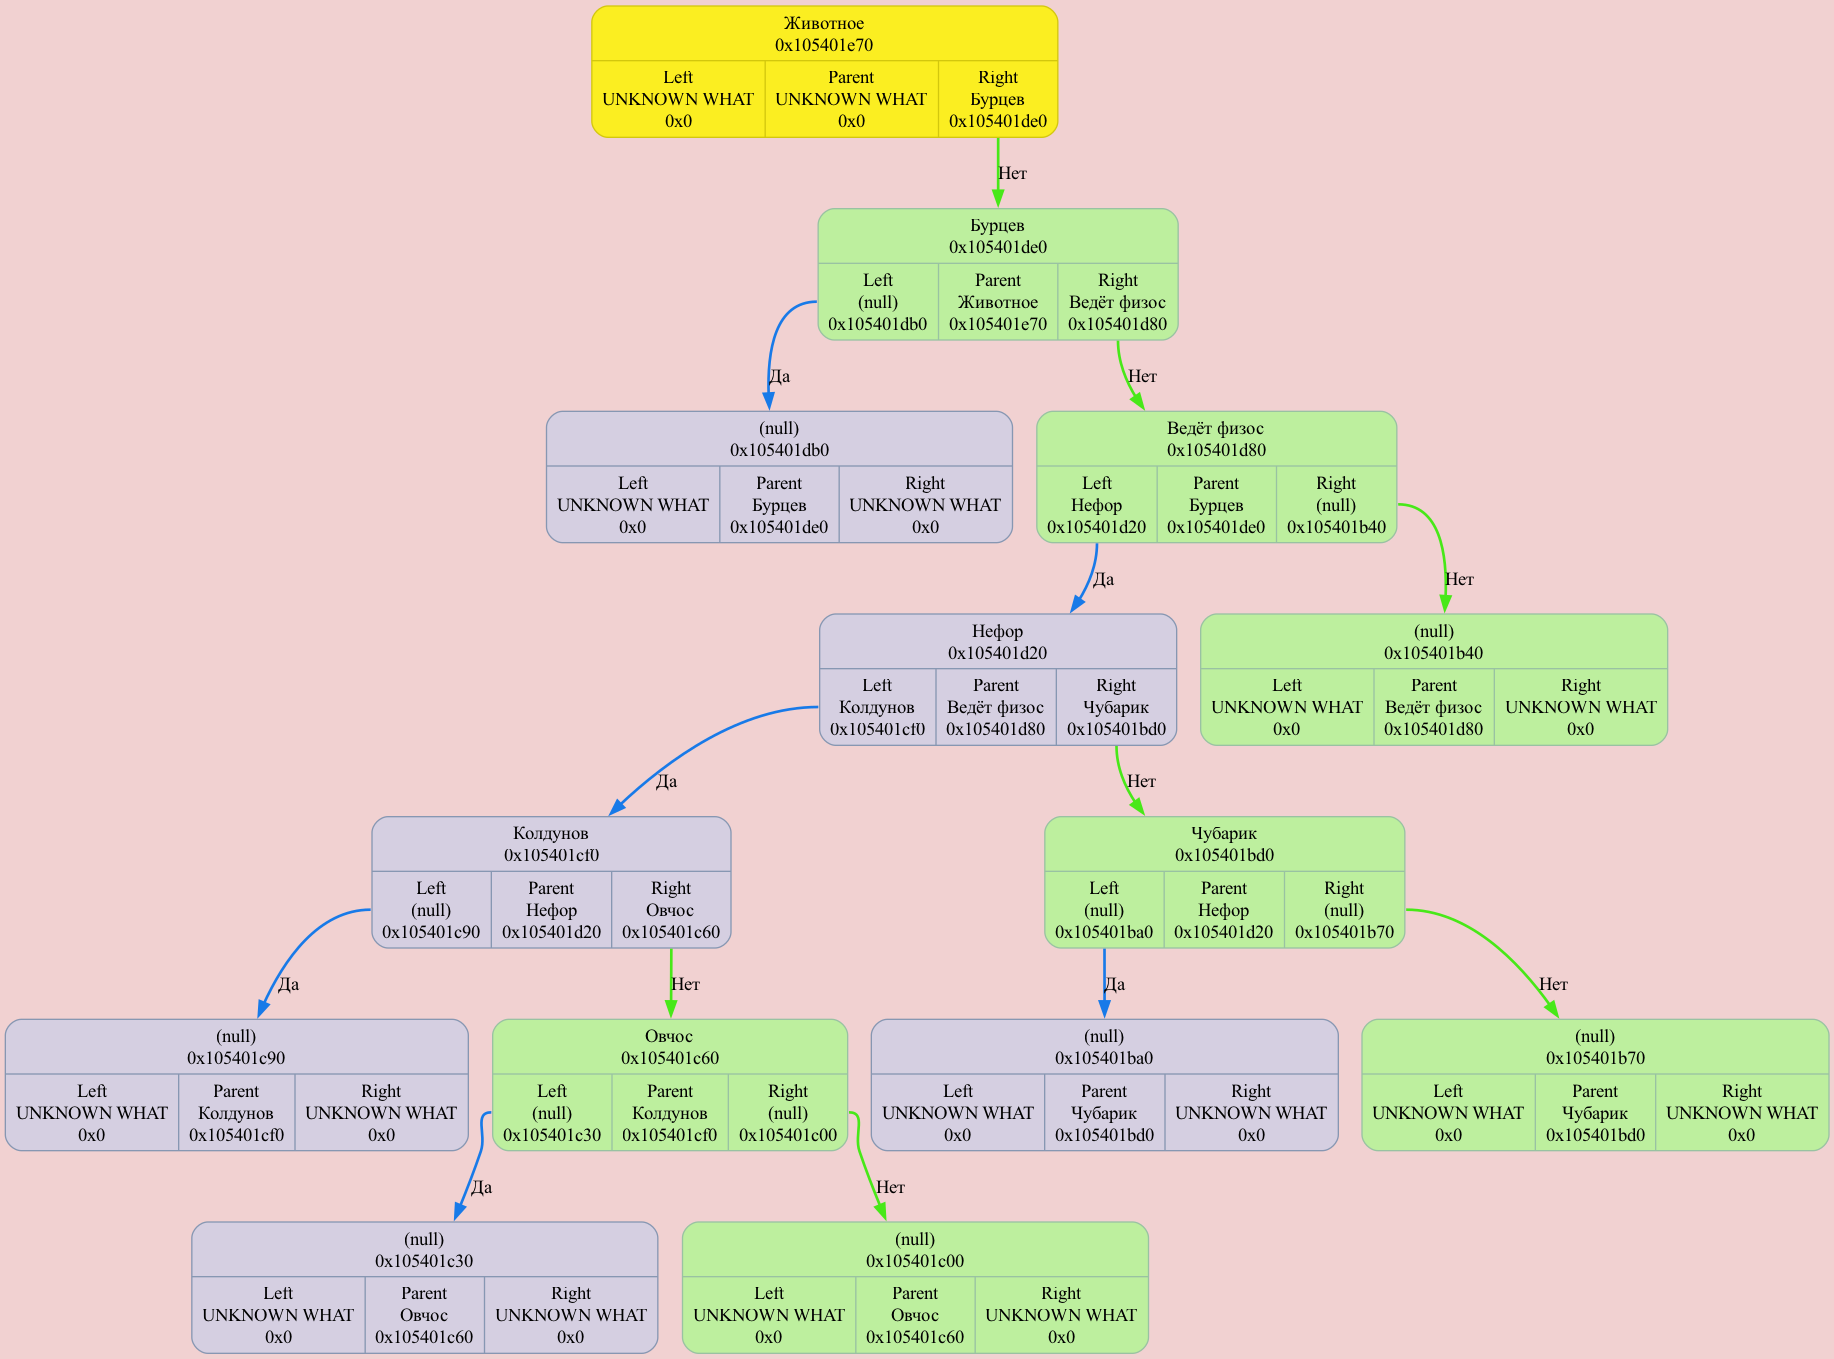 Животное
0x105401e70
Left
UNKNOWN WHAT
0x0
Parent
UNKNOWN WHAT
0x0
Right
Бурцев
0x105401de0
Нет
Бурцев
0x105401de0
Left
(null)
0x105401db0
Parent
Животное
0x105401e70
Right
Ведёт физос
0x105401d80
Да
Нет
(null)
0x105401db0
Left
UNKNOWN WHAT
0x0
Parent
Бурцев
0x105401de0
Right
UNKNOWN WHAT
0x0
Ведёт физос
0x105401d80
Left
Нефор
0x105401d20
Parent
Бурцев
0x105401de0
Right
(null)
0x105401b40
Да
Нет
Нефор
0x105401d20
Left
Колдунов
0x105401cf0
Parent
Ведёт физос
0x105401d80
Right
Чубарик
0x105401bd0
(null)
0x105401b40
Left
UNKNOWN WHAT
0x0
Parent
Ведёт физос
0x105401d80
Right
UNKNOWN WHAT
0x0
Да
Нет
Колдунов
0x105401cf0
Left
(null)
0x105401c90
Parent
Нефор
0x105401d20
Right
Овчос
0x105401c60
Чубарик
0x105401bd0
Left
(null)
0x105401ba0
Parent
Нефор
0x105401d20
Right
(null)
0x105401b70
Да
Нет
Да
Нет
(null)
0x105401c90
Left
UNKNOWN WHAT
0x0
Parent
Колдунов
0x105401cf0
Right
UNKNOWN WHAT
0x0
Овчос
0x105401c60
Left
(null)
0x105401c30
Parent
Колдунов
0x105401cf0
Right
(null)
0x105401c00
(null)
0x105401ba0
Left
UNKNOWN WHAT
0x0
Parent
Чубарик
0x105401bd0
Right
UNKNOWN WHAT
0x0
(null)
0x105401b70
Left
UNKNOWN WHAT
0x0
Parent
Чубарик
0x105401bd0
Right
UNKNOWN WHAT
0x0
Да
Нет
(null)
0x105401c30
Left
UNKNOWN WHAT
0x0
Parent
Овчос
0x105401c60
Right
UNKNOWN WHAT
0x0
(null)
0x105401c00
Left
UNKNOWN WHAT
0x0
Parent
Овчос
0x105401c60
Right
UNKNOWN WHAT
0x0